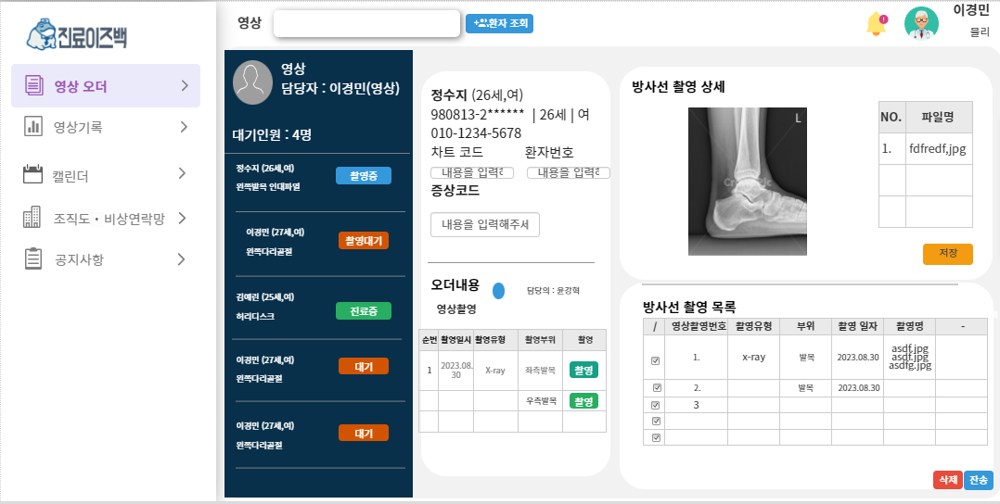 진료이즈백
영상 오더
영상기록
캘린더
조직도 · 비상연락망
공지사항
영상
+환자 조회
이경민
물리
영상
담당자 : 이경민(영상)
대기인원 : 4명
정수지 (26세,여)
왼쪽발목 인대파열
촬영중
이경민 (27세,여)
왼쪽다리골절
촬영대기
김예린 (25세,여)
허리디스크
진료중
이경민 (27세,여)
왼쪽다리골절
대기
이경민 (27세,여)
왼쪽다리골절
대기
정수지 (26세,여)
980813-2****** | 26세 | 여
010-1234-5678
차트 코드 환자번호
내용을 입력하 내용을 입력하
증상코드
내용을 입력해주세
오더내용
담당의 : 윤강혁
영상촬영
순번 촬영일시 촬영유형 촬영부위 촬영
1 2023.08.30 X-ray 좌측발목 촬영
우측발목 촬영
방사선 촬영 상세
L
NO. 파일명
1. fdfredf,jpg
저장
방사선 촬영 목록
/ 영상촬영번호 촬영유형 부위 촬영 일자 촬영명 -
1. x-ray 발목 2023.08.30 asdf.jpg
asdf.jpg
asdfg.jpg
2. 발목 2023.08.30
3
삭제 잔송